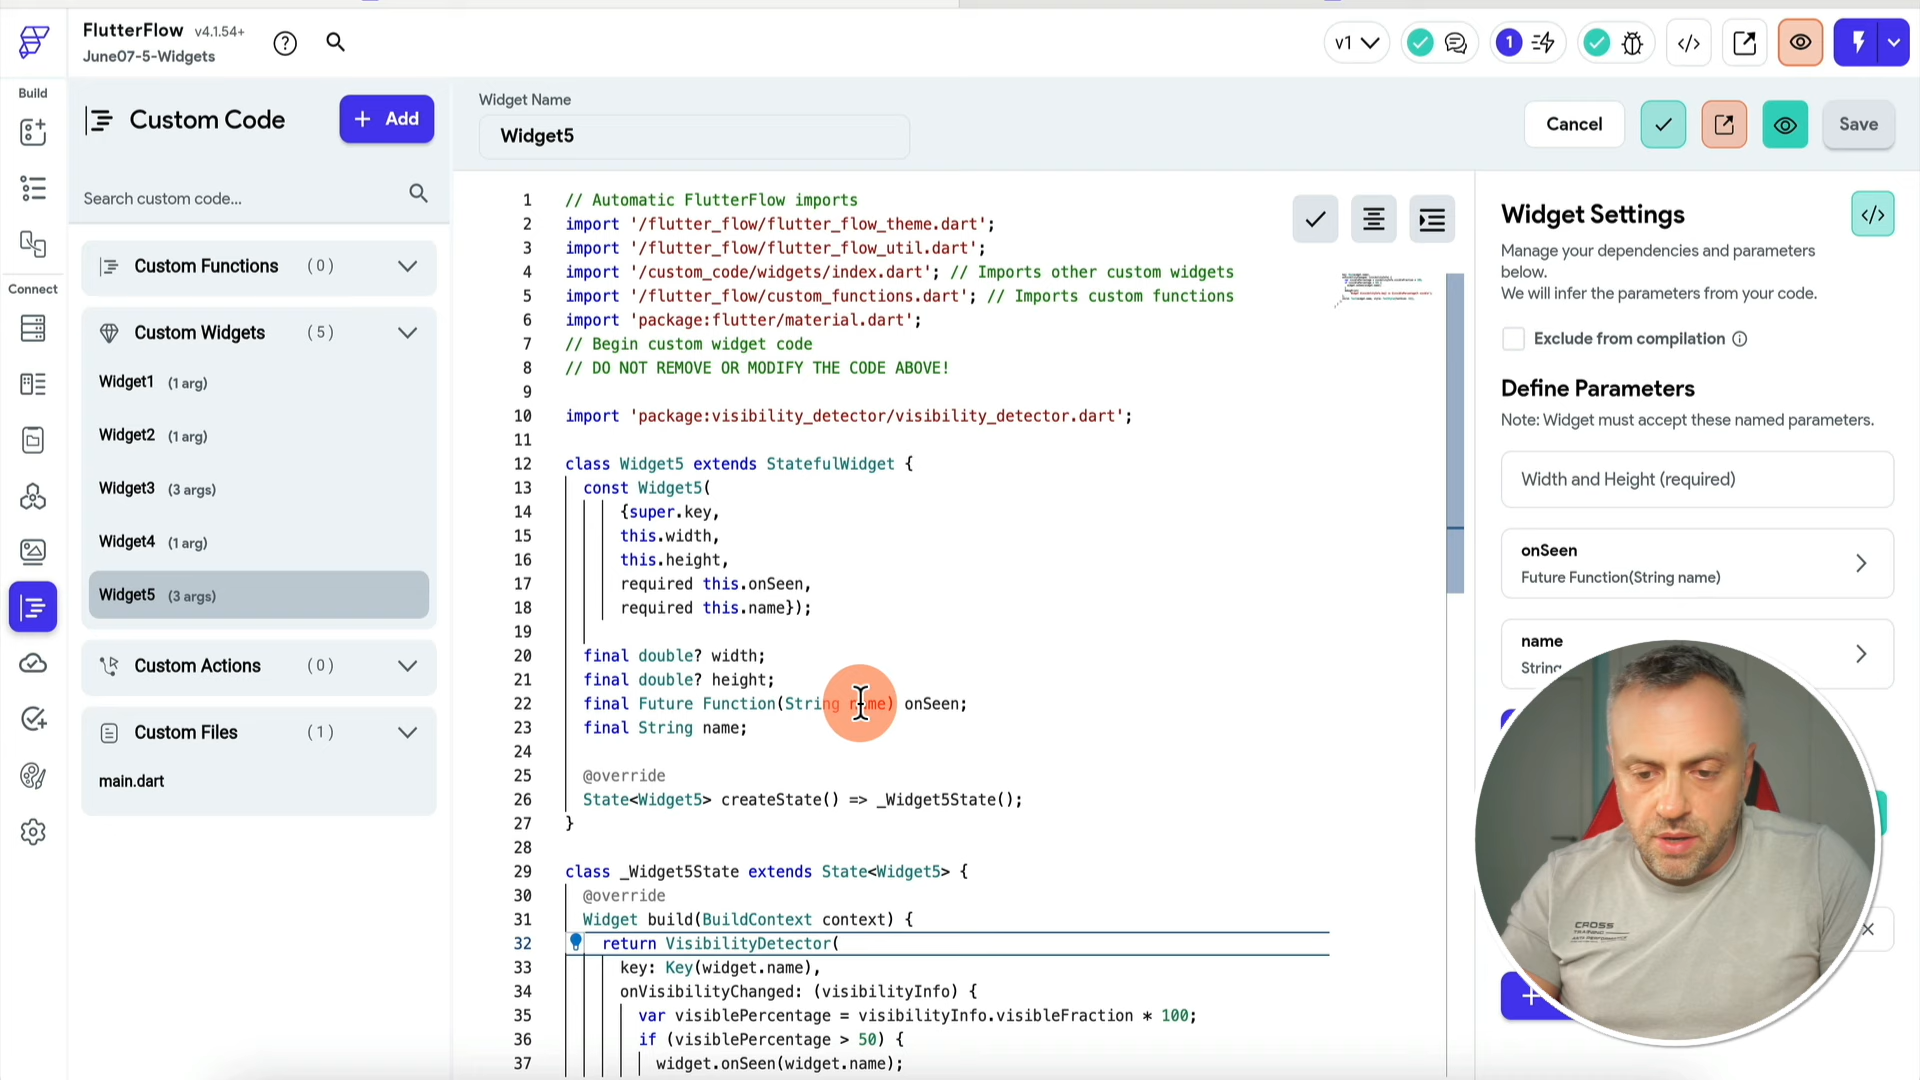 FlutterFlow v4.1.54+
June07-5-Widgets
v1
1
Build
Connect
Custom Code
Add
Search custom code...
Custom Functions (0)
Custom Widgets (5)
Widget1 (1 arg)
Widget2 (1 arg)
Widget3 (3 args)
Widget4 (1 arg)
Widget5 (3 args)
Custom Actions (0)
Custom Files (1)
main.dart
Widget Name
Widget5
Cancel
Save
1 // Automatic FlutterFlow imports
2 import '/flutter_flow/flutter_flow_theme.dart';
3 import '/flutter_flow/flutter_flow_util.dart';
4 import '/custom_code/widgets/index.dart'; // Imports other custom widgets
5 import '/flutter_flow/custom_functions.dart'; // Imports custom functions
6 import 'package:flutter/material.dart';
7 // Begin custom widget code
8 // DO NOT REMOVE OR MODIFY THE CODE ABOVE!
9
10 import 'package:visibility_detector/visibility_detector.dart';
11
12 class Widget5 extends StatefulWidget {
13 const Widget5(
14 {super.key,
15 this.width,
16 this.height,
17 required this.onSeen,
18 required this.name});
19
20 final double? width;
21 final double? height;
22 final Future Function(String name) onSeen;
23 final String name;
24
25 @override
26 State<Widget5> createState() => _Widget5State();
27 }
28
29 class _Widget5State extends State<Widget5> {
30 @override
31 Widget build(BuildContext context) {
32 return VisibilityDetector(
33 key: Key(widget.name),
34 onVisibilityChanged: (visibilityInfo) {
35 var visiblePercentage = visibilityInfo.visibleFraction * 100;
36 if (visiblePercentage > 50) {
37 widget.onSeen(widget.name);
Widget Settings
Manage your dependencies and parameters
below.
We will infer the parameters from your code.
Exclude from compilation
Define Parameters
Note: Widget must accept these named parameters.
Width and Height (required)
onSeen
Future Function(String name)
name
String
CROSS
TRAINING